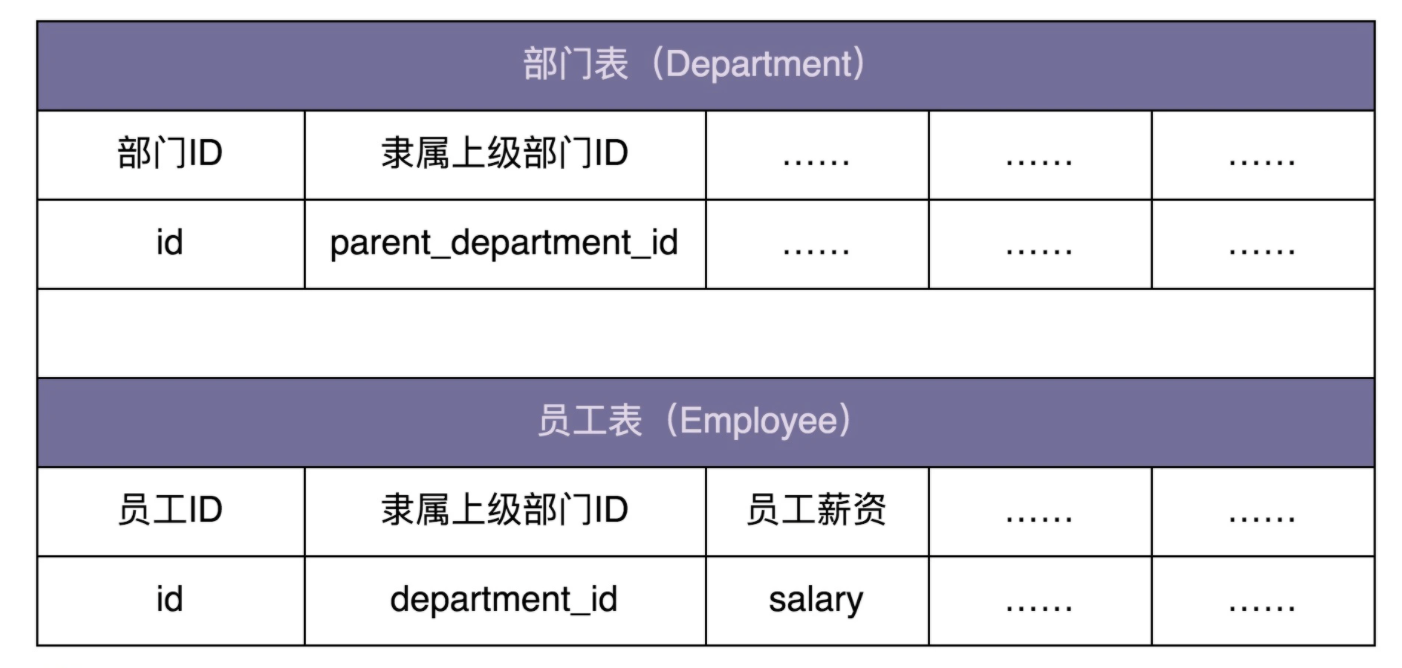 部门表（Department）
部门ID 隶属上级部门ID …… …… ……
id parent_department_id …… …… ……
员工表（Employee）
员工ID 隶属上级部门ID 员工薪资 …… ……
id department_id salary …… ……